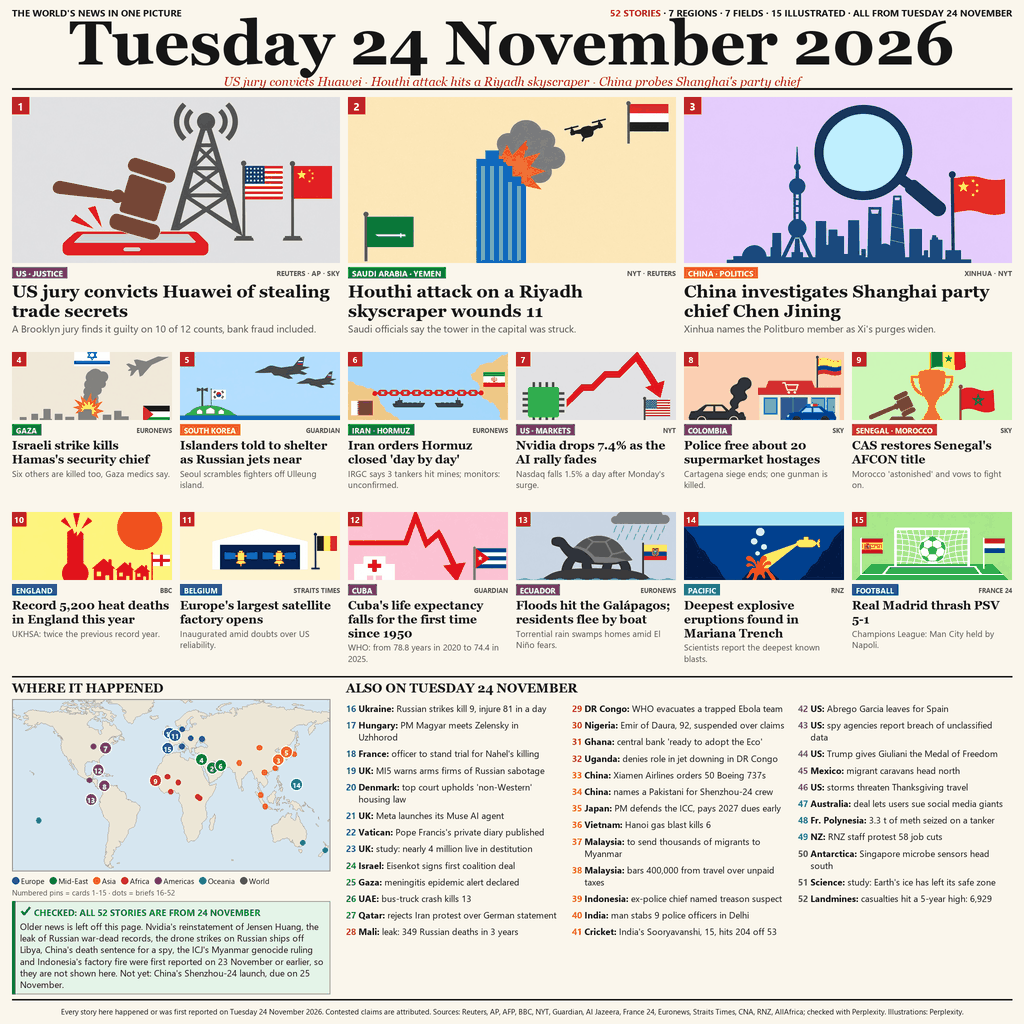 THE WORLD'S NEWS IN ONE PICTURE
52 STORIES · 7 REGIONS · 7 FIELDS · 15 ILLUSTRATED · ALL FROM TUESDAY 24 NOVEMBER
Tuesday 24 November 2026
US jury convicts Huawei · Houthi attack hits a Riyadh skyscraper · China probes Shanghai's party chief
1
US · JUSTICE
REUTERS · AP · SKY
US jury convicts Huawei of stealing
trade secrets
A Brooklyn jury finds it guilty on 10 of 12 counts, bank fraud included.
2
SAUDI ARABIA · YEMEN
NYT · REUTERS
Houthi attack on a Riyadh
skyscraper wounds 11
Saudi officials say the tower in the capital was struck.
3
CHINA · POLITICS
XINHUA · NYT
China investigates Shanghai party
chief Chen Jining
Xinhua names the Politburo member as Xi's purges widen.
4
GAZA
EURONEWS
Israeli strike kills
Hamas's security chief
Six others are killed too, Gaza medics say.
5
SOUTH KOREA
GUARDIAN
Islanders told to shelter
as Russian jets near
Seoul scrambles fighters off Ulleung
island.
6
IRAN · HORMUZ
EURONEWS
Iran orders Hormuz
closed 'day by day'
IRGC says 3 tankers hit mines; monitors:
unconfirmed.
7
US · MARKETS
NYT
Nvidia drops 7.4% as the
AI rally fades
Nasdaq falls 1.5% a day after Monday's
surge.
8
COLOMBIA
SKY
Police free about 20
supermarket hostages
Cartagena siege ends; one gunman is
killed.
9
SENEGAL · MOROCCO
SKY
CAS restores Senegal's
AFCON title
Morocco 'astonished' and vows to fight
on.
10
ENGLAND
BBC
Record 5,200 heat deaths
in England this year
UKHSA: twice the previous record year.
11
BELGIUM
STRAITS TIMES
Europe's largest satellite
factory opens
Inaugurated amid doubts over US
reliability.
12
CUBA
GUARDIAN
Cuba's life expectancy
falls for the first time
since 1950
WHO: from 78.8 years in 2020 to 74.4 in
2025.
13
ECUADOR
EURONEWS
Floods hit the Galápagos;
residents flee by boat
Torrential rain swamps homes amid El
Niño fears.
14
PACIFIC
RNZ
Deepest explosive
eruptions found in
Mariana Trench
Scientists report the deepest known
blasts.
15
FOOTBALL
FRANCE 24
Real Madrid thrash PSV
5-1
Champions League: Man City held by
Napoli.
WHERE IT HAPPENED
11
15
7
12
8
13
9
4
6
5
3
14
Europe
Mid-East
Asia
Africa
Americas
Oceania
World
Numbered pins = cards 1-15 · dots = briefs 16-52
✓ CHECKED: ALL 52 STORIES ARE FROM 24 NOVEMBER
Older news is left off this page. Nvidia's reinstatement of Jensen Huang, the
leak of Russian war-dead records, the drone strikes on Russian ships off
Libya, China's death sentence for a spy, the ICJ's Myanmar genocide ruling
and Indonesia's factory fire were first reported on 23 November or earlier, so
they are not shown here. Not yet: China's Shenzhou-24 launch, due on 25
November.
ALSO ON TUESDAY 24 NOVEMBER
16 Ukraine: Russian strikes kill 9, injure 81 in a day
17 Hungary: PM Magyar meets Zelensky in
Uzhhorod
18 France: officer to stand trial for Nahel's killing
19 UK: MI5 warns arms firms of Russian sabotage
20 Denmark: top court upholds 'non-Western'
housing law
21 UK: Meta launches its Muse AI agent
22 Vatican: Pope Francis's private diary published
23 UK: study: nearly 4 million live in destitution
24 Israel: Eisenkot signs first coalition deal
25 Gaza: meningitis epidemic alert declared
26 UAE: bus-truck crash kills 13
27 Qatar: rejects Iran protest over German statement
28 Mali: leak: 349 Russian deaths in 3 years
29 DR Congo: WHO evacuates a trapped Ebola team
30 Nigeria: Emir of Daura, 92, suspended over claims
31 Ghana: central bank 'ready to adopt the Eco'
32 Uganda: denies role in jet downing in DR Congo
33 China: Xiamen Airlines orders 50 Boeing 737s
34 China: names a Pakistani for Shenzhou-24 crew
35 Japan: PM defends the ICC, pays 2027 dues early
36 Vietnam: Hanoi gas blast kills 6
37 Malaysia: to send thousands of migrants to
Myanmar
38 Malaysia: bars 400,000 from travel over unpaid
taxes
39 Indonesia: ex-police chief named treason suspect
40 India: man stabs 9 police officers in Delhi
41 Cricket: India's Sooryavanshi, 15, hits 204 off 53
42 US: Abrego Garcia leaves for Spain
43 US: spy agencies report breach of unclassified
data
44 US: Trump gives Giuliani the Medal of Freedom
45 Mexico: migrant caravans head north
46 US: storms threaten Thanksgiving travel
47 Australia: deal lets users sue social media giants
48 Fr. Polynesia: 3.3 t of meth seized on a tanker
49 NZ: RNZ staff protest 58 job cuts
50 Antarctica: Singapore microbe sensors head
south
51 Science: study: Earth's ice has left its safe zone
52 Landmines: casualties hit a 5-year high: 6,929
Every story here happened or was first reported on Tuesday 24 November 2026. Contested claims are attributed. Sources: Reuters, AP, AFP, BBC, NYT, Guardian, Al Jazeera, France 24, Euronews, Straits Times, CNA, RNZ, AllAfrica; checked with Perplexity. Illustrations: Perplexity.